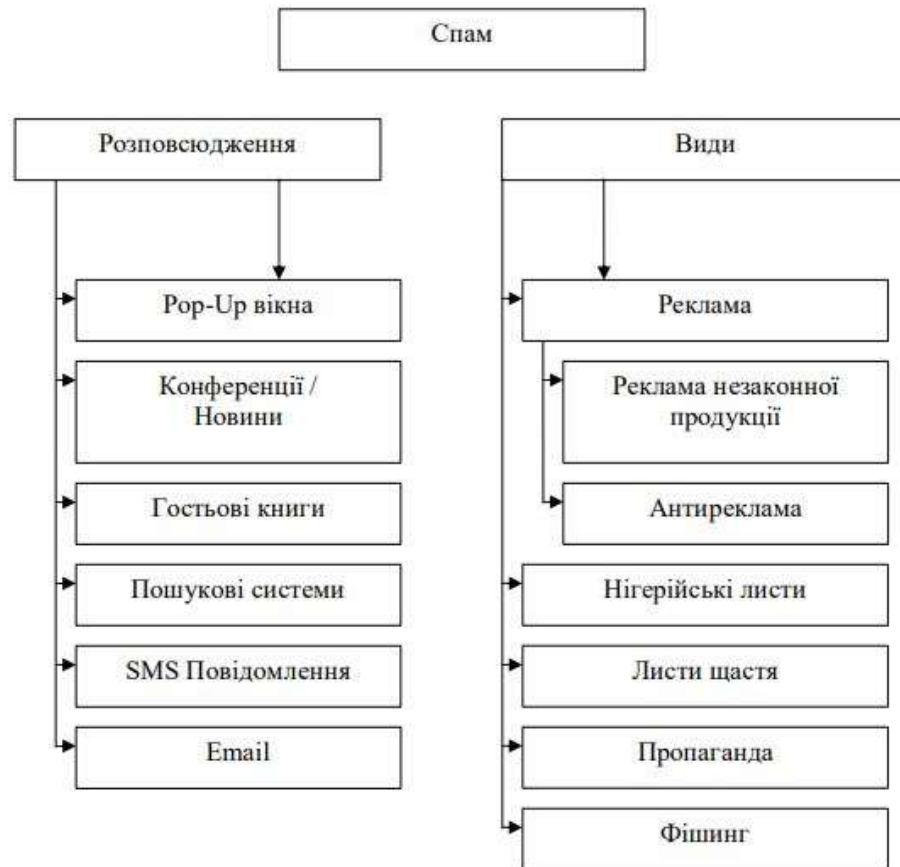 Спам
Розповсюдження
Pop-Up вікна
Конференції /
Новини
Гостьові книги
Пошукові системи
SMS Повідомлення
Email
Види
Реклама
Реклама незаконної
продукції
Антиреклама
Нігерійські листи
Листи щастя
Пропаганда
Фішинг